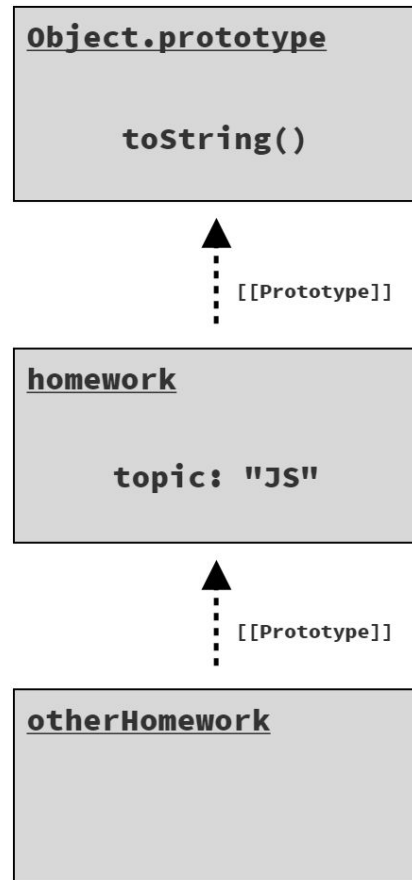 Object.prototype
toString()
[[Prototype]]
homework
topic: "JS"
[[Prototype]]
otherHomework